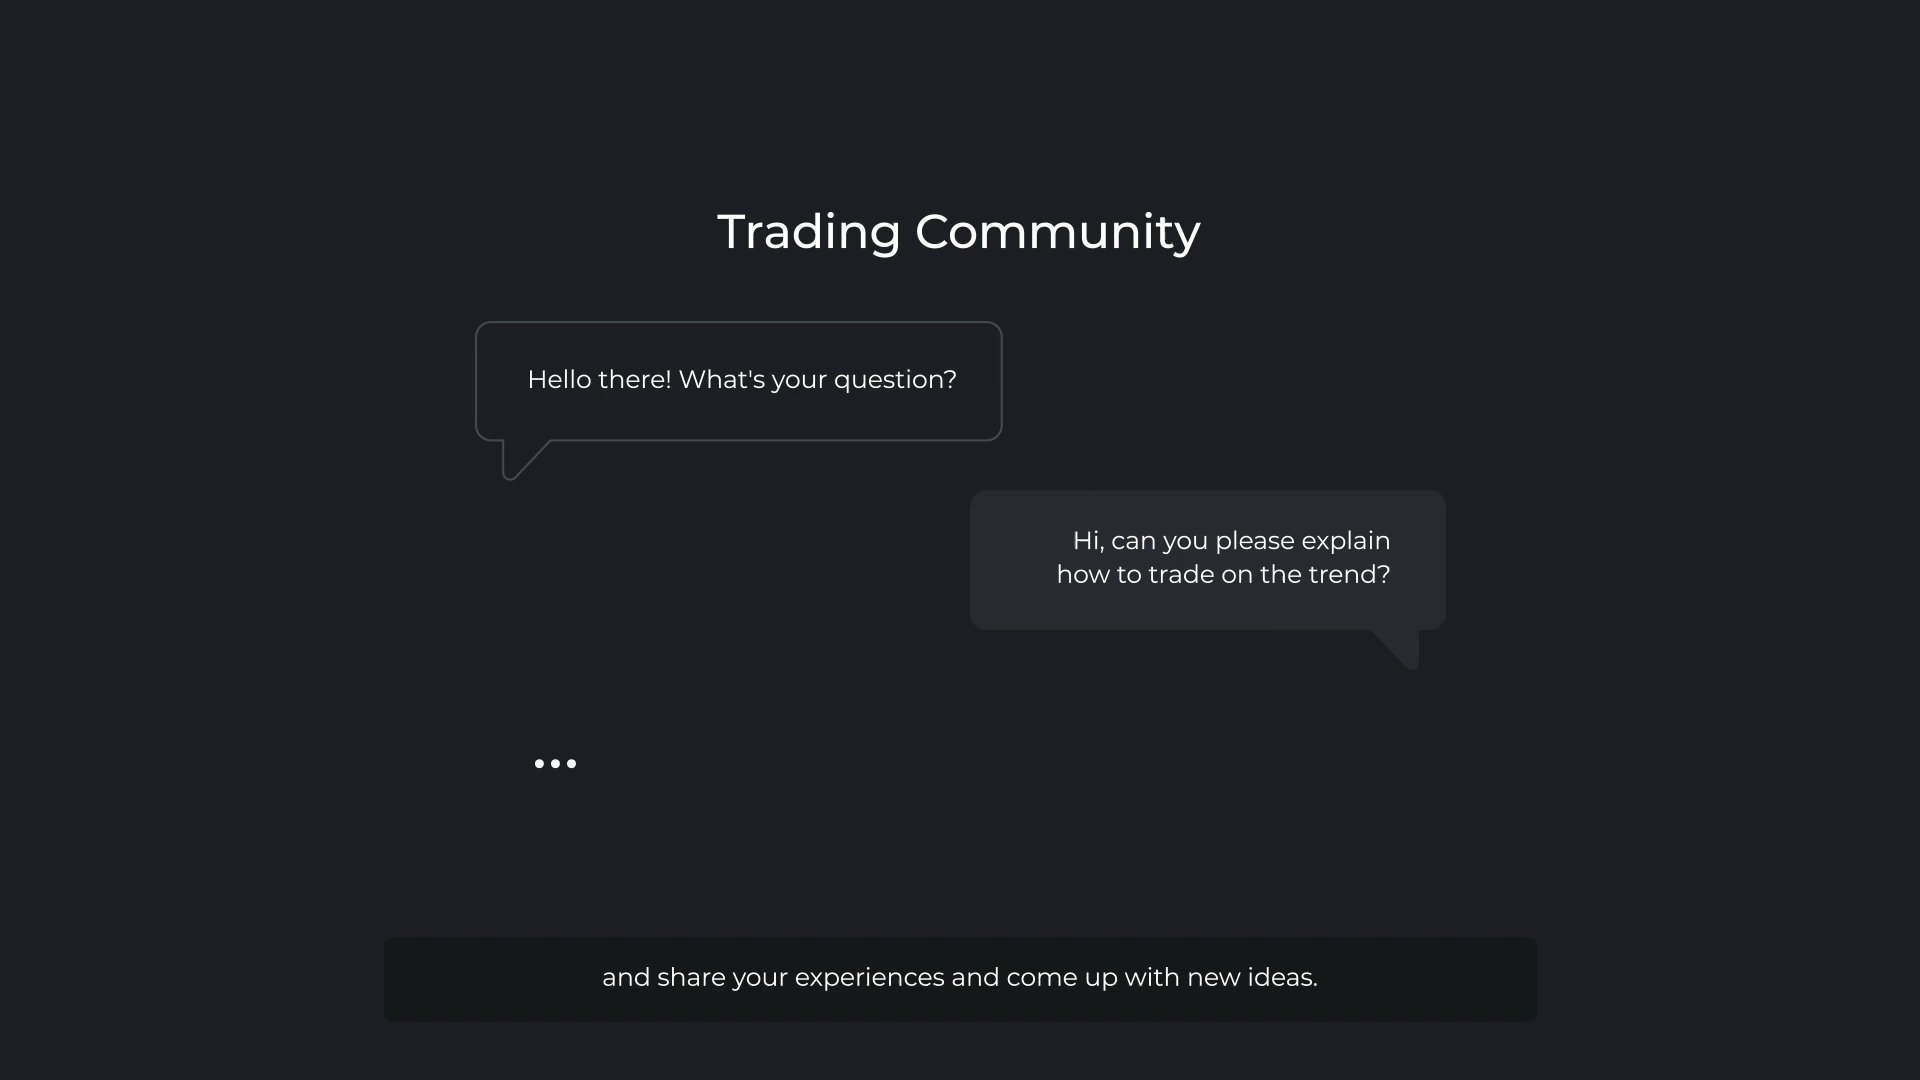 Trading Community
Hello there! What's your question?
Hi, can you please explain
how to trade on the trend?
...
and share your experiences and come up with new ideas.